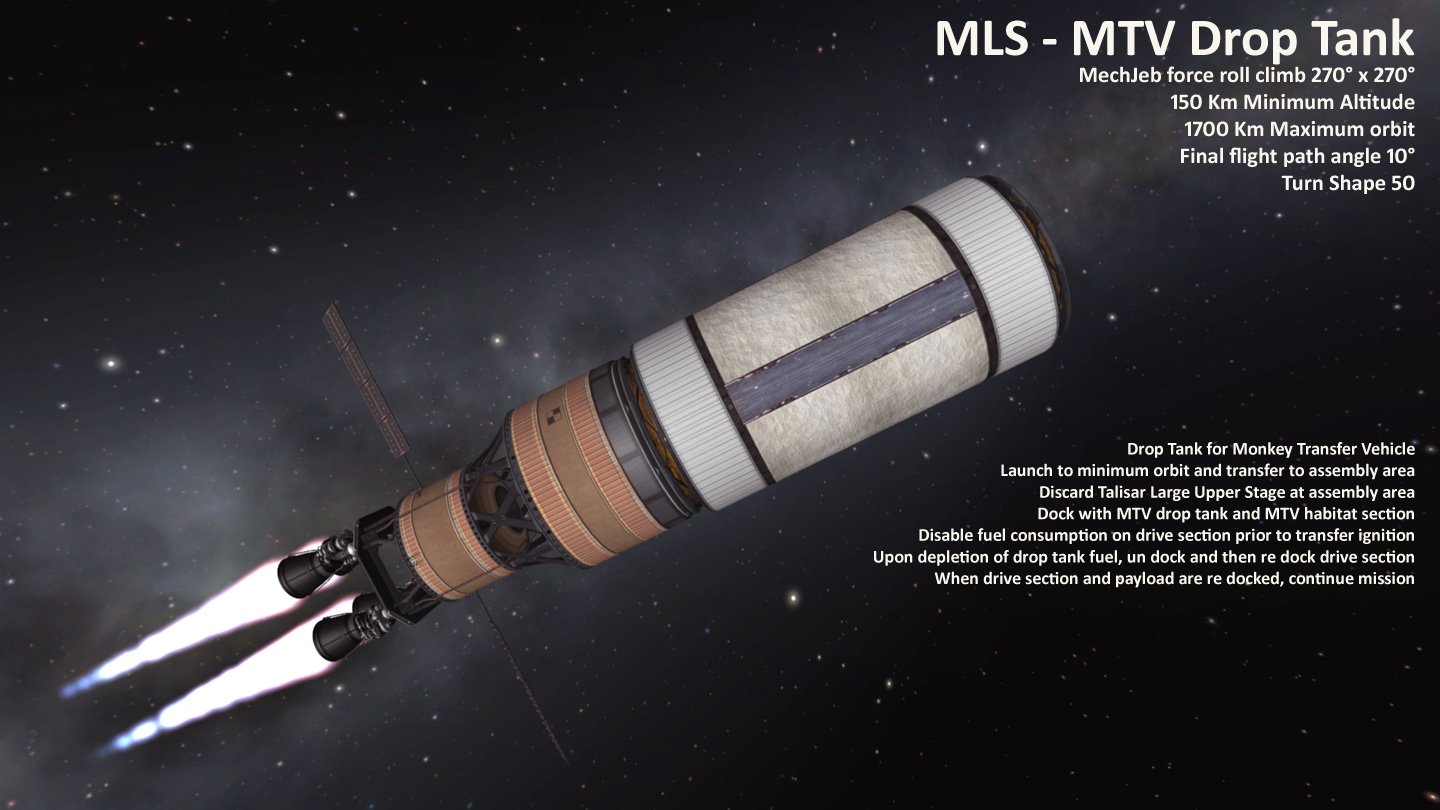 MLS - MTV Drop Tank
MechJeb force roll climb 270° x 270°
150 Km Minimum Altitude
1700 Km Maximum orbit
Final flight path angle 10°
Turn Shape 50
Drop Tank for Monkey Transfer Vehicle
Launch to minimum orbit and transfer to assembly area
Discard Talisar Large Upper Stage at assembly area
Dock with MTV drop tank and MTV habitat section
Disable fuel consumption on drive section prior to transfer ignition
Upon depletion of drop tank fuel, un dock and then re dock drive section
When drive section and payload are re docked, continue mission